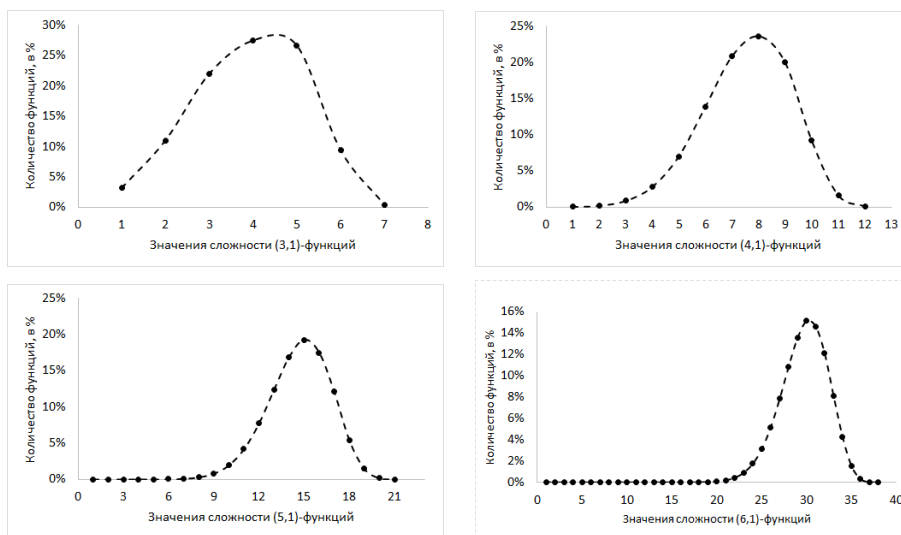 30%
25%
20%
15%
10%
5%
0%
0 1 2 3 4 5 6 7 8
Количество функций, в %
Значения сложности (3,1)-функций
25%
20%
15%
10%
5%
0%
0 1 2 3 4 5 6 7 8 9 10 11 12 13
Количество функций, в %
Значения сложности (4,1)-функций
25%
20%
15%
10%
5%
0%
0 3 6 9 12 15 18 21
Количество функций, в %
Значения сложности (5,1)-функций
16%
14%
12%
10%
8%
6%
4%
2%
0%
0 5 10 15 20 25 30 35 40
Количество функций, в %
Значения сложности (6,1)-функций